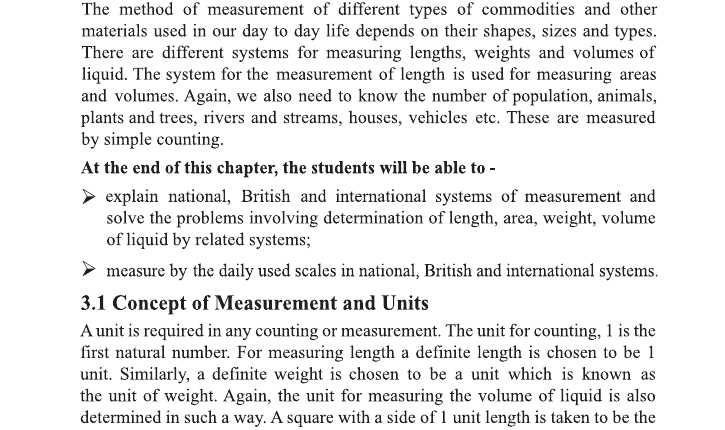 The method of measurement of different types of commodities and other
materials used in our day to day life depends on their shapes, sizes and types.
There are different systems for measuring lengths, weights and volumes of
liquid. The system for the measurement of length is used for measuring areas
and volumes. Again, we also need to know the number of population, animals,
plants and trees, rivers and streams, houses, vehicles etc. These are measured
by simple counting.
At the end of this chapter, the students will be able to -
➢ explain national, British and international systems of measurement and
solve the problems involving determination of length, area, weight, volume
of liquid by related systems;
➢ measure by the daily used scales in national, British and international systems.
3.1 Concept of Measurement and Units
A unit is required in any counting or measurement. The unit for counting, 1 is the
first natural number. For measuring length a definite length is chosen to be 1
unit. Similarly, a definite weight is chosen to be a unit which is known as
the unit of weight. Again, the unit for measuring the volume of liquid is also
determined in such a way. A square with a side of 1 unit length is taken to be the